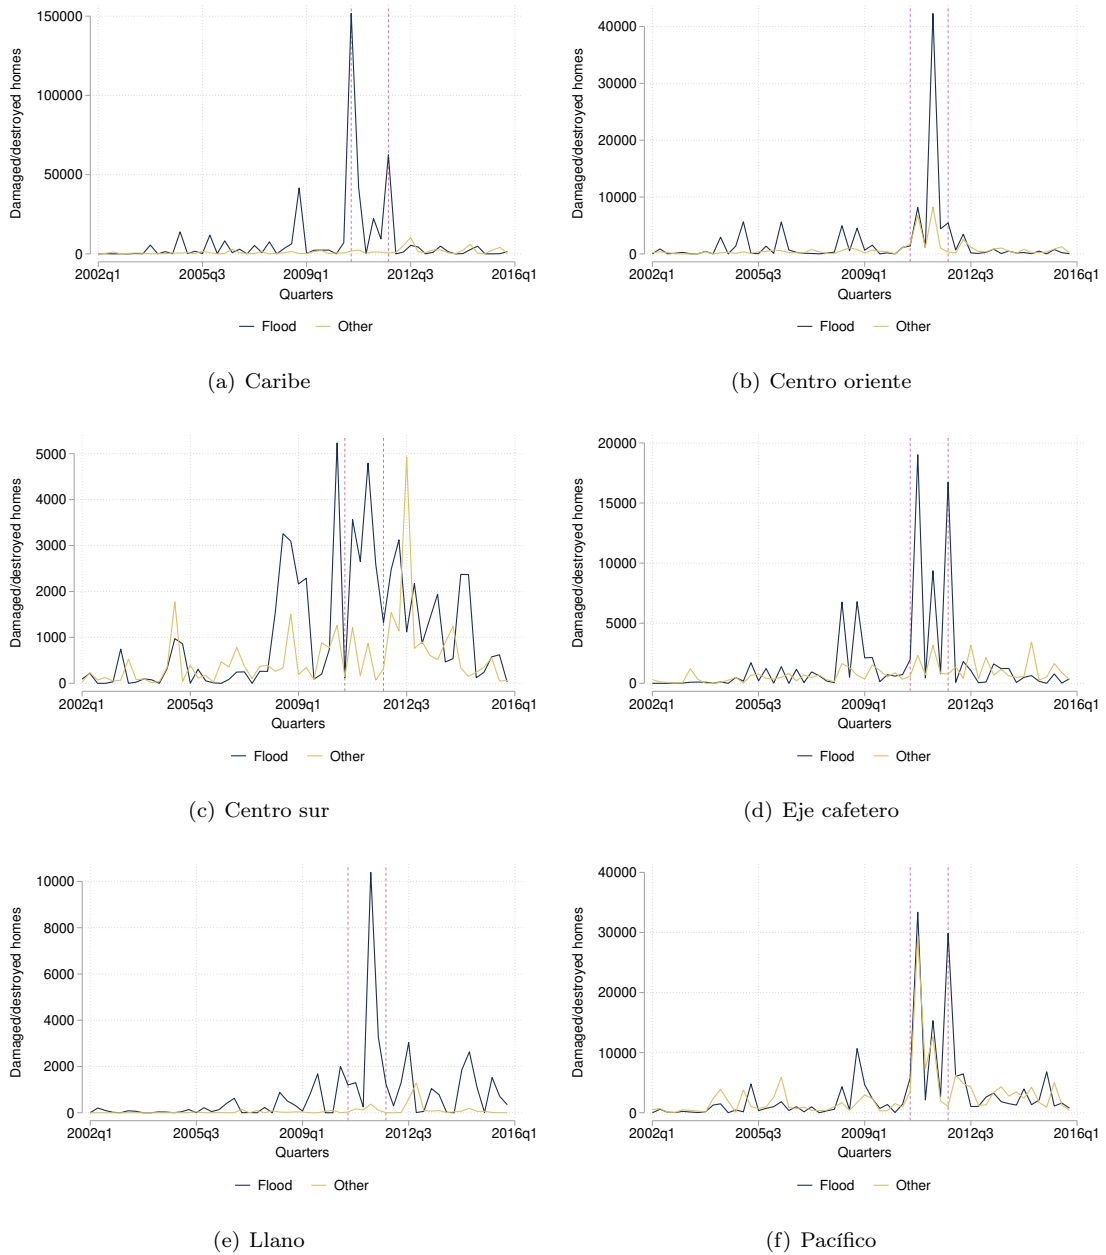 Damaged/destroyed homes
150000
100000
50000
0
2002q1 2005q3 2009q1 2012q3 2016q1
Quarters
Flood Other
(a) Caribe
Damaged/destroyed homes
40000
30000
20000
10000
0
2002q1 2005q3 2009q1 2012q3 2016q1
Quarters
Flood Other
(b) Centro oriente
Damaged/destroyed homes
5000
4000
3000
2000
1000
0
2002q1 2005q3 2009q1 2012q3 2016q1
Quarters
Flood Other
(c) Centro sur
Damaged/destroyed homes
20000
15000
10000
5000
0
2002q1 2005q3 2009q1 2012q3 2016q1
Quarters
Flood Other
(d) Eje cafetero
Damaged/destroyed homes
10000
8000
6000
4000
2000
0
2002q1 2005q3 2009q1 2012q3 2016q1
Quarters
Flood Other
(e) Llano
Damaged/destroyed homes
40000
30000
20000
10000
0
2002q1 2005q3 2009q1 2012q3 2016q1
Quarters
Flood Other
(f) Pacífico